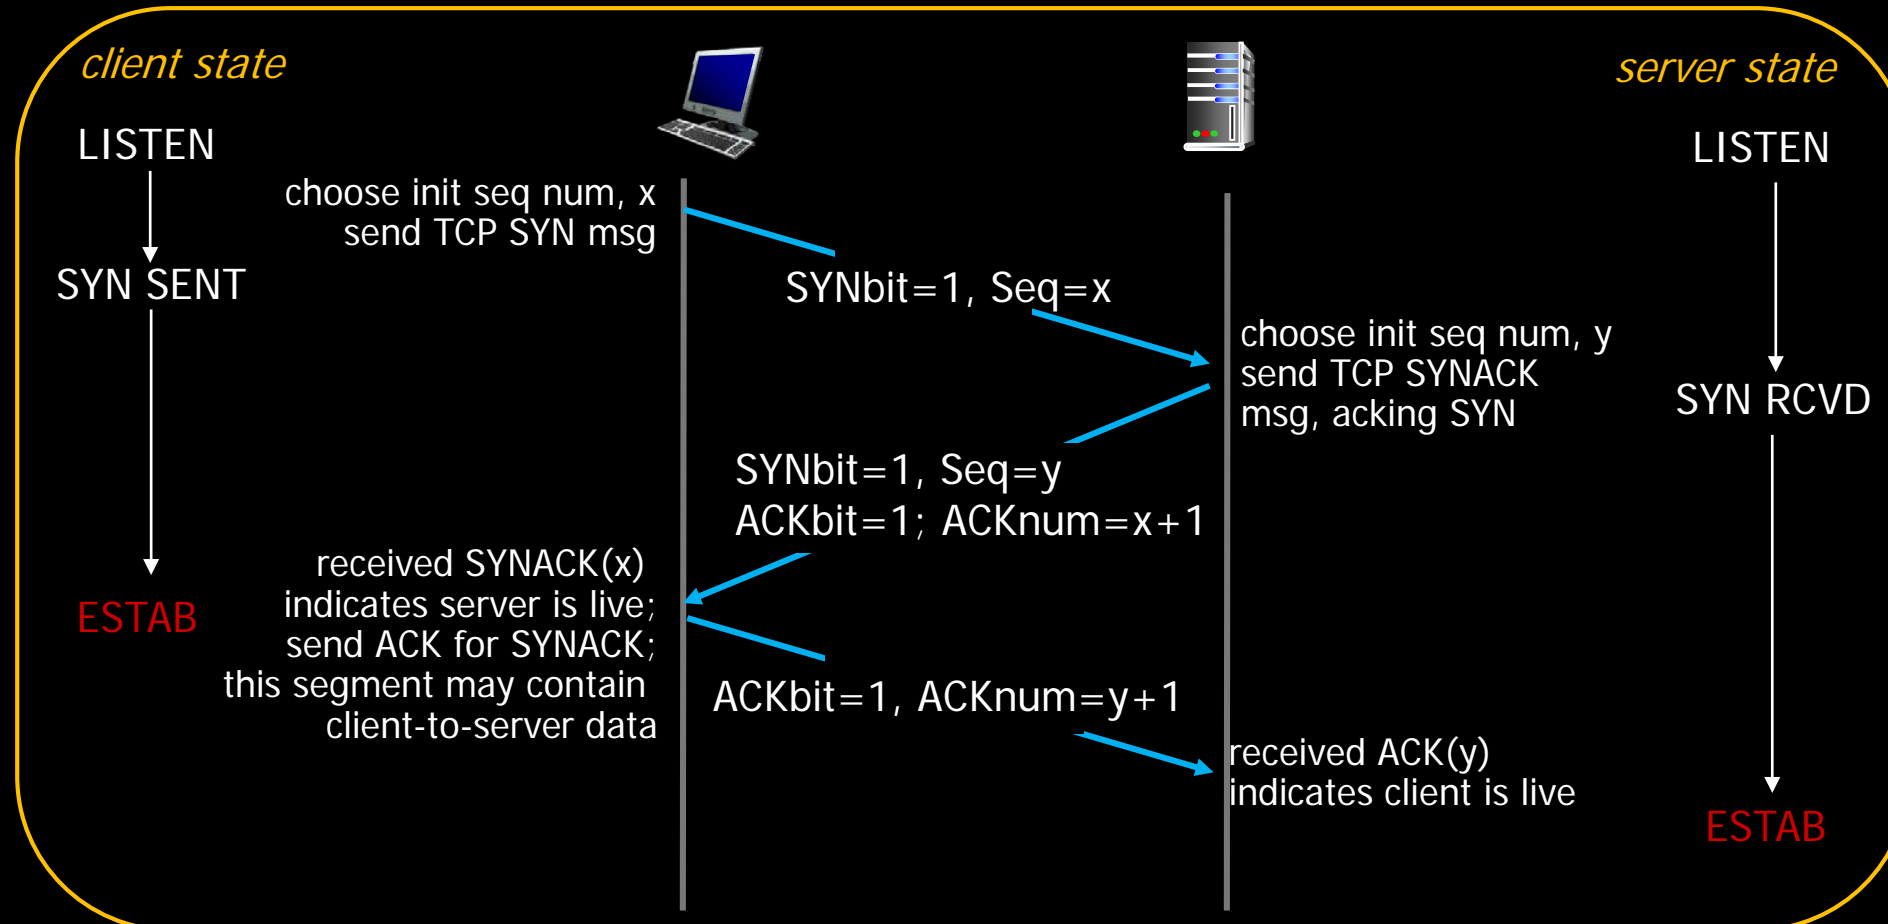 client state
server state
LISTEN
LISTEN
choose init seq num, x
send TCP SYN msg
SYN SENT
SYNbit=1, Seq=x
choose init seq num, y
send TCP SYNACK
msg, acking SYN
SYN RCVD
SYNbit=1, Seq=y
ACKbit=1; ACKnum=x+1
received SYNACK(x)
indicates server is live;
send ACK for SYNACK;
this segment may contain
client-to-server data
ESTAB
ACKbit=1, ACKnum=y+1
received ACK(y)
indicates client is live
ESTAB